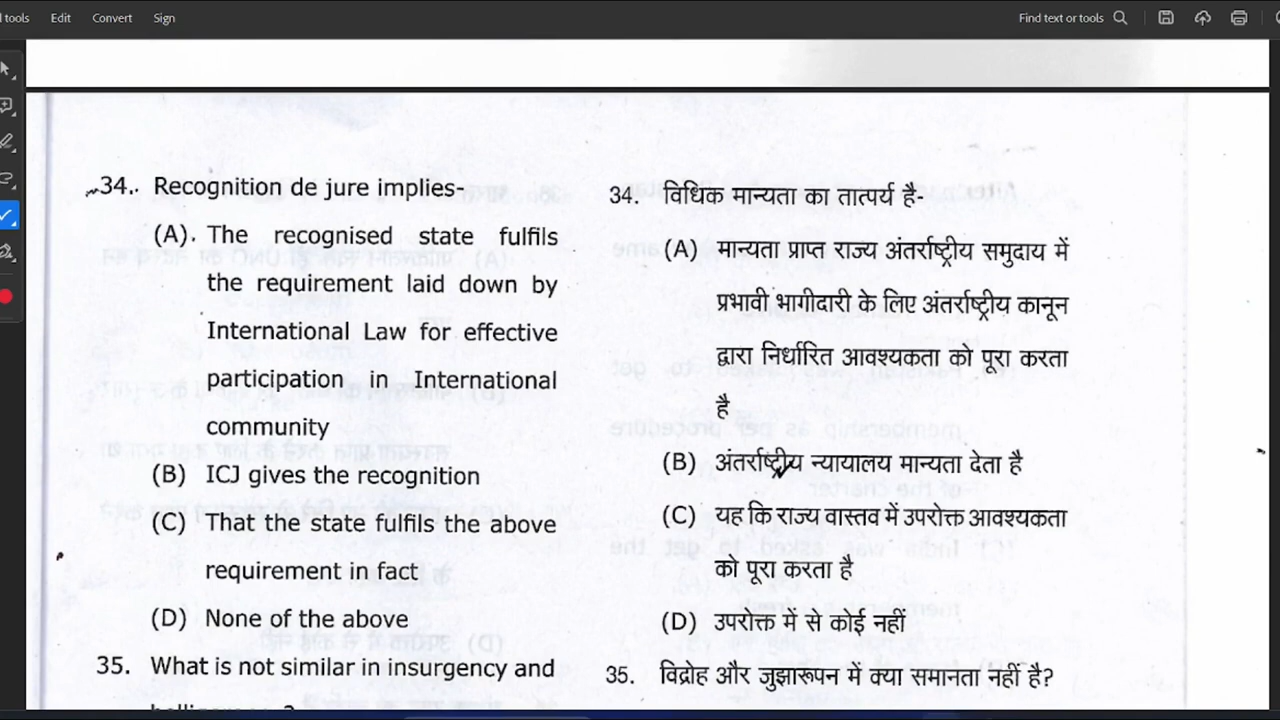 l tools Edit Convert Sign Find text or tools
34. Recognition de jure implies-
(A). The recognised state fulfils
the requirement laid down by
International Law for effective
participation in International
community
(B) ICJ gives the recognition
(C) That the state fulfils the above
requirement in fact
(D) None of the above
35. What is not similar in insurgency and
34. विधिक मान्यता का तात्पर्य है-
(A) मान्यता प्राप्त राज्य अंतर्राष्ट्रीय समुदाय में
प्रभावी भागीदारी के लिए अंतर्राष्ट्रीय कानून
द्वारा निर्धारित आवश्यकता को पूरा करता
है
(B) अंतर्राष्ट्रीय न्यायालय मान्यता देता है
(C) यह कि राज्य वास्तव में उपरोक्त आवश्यकता
को पूरा करता है
(D) उपरोक्त में से कोई नहीं
35. विद्रोह और जुझारूपन में क्या समानता नहीं है?